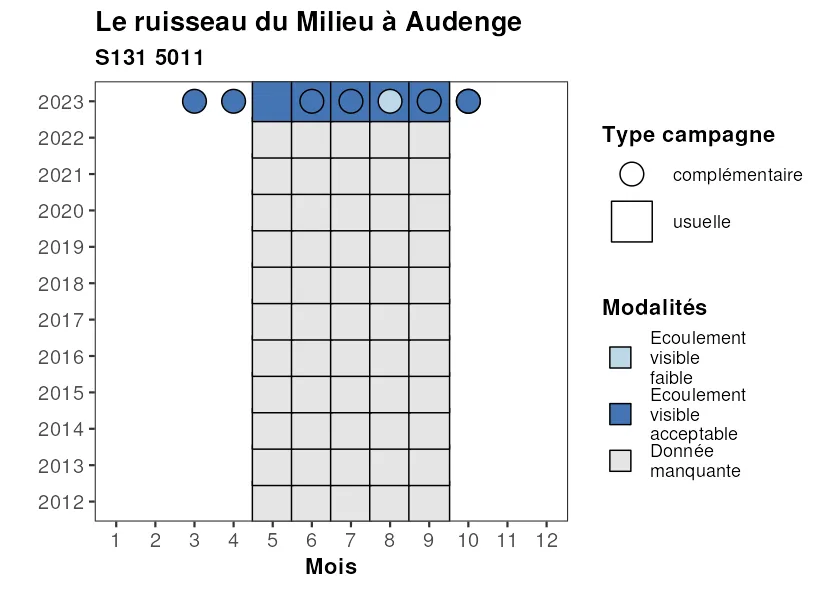 Le ruisseau du Milieu à Audenge
S131 5011
2023
2022
2021
2020
2019
2018
2017
2016
2015
2014
2013
2012
1 2 3 4 5 6 7 8 9 10 11 12
Mois
Type campagne
complémentaire
usuelle
Modalités
Ecoulement
visible
faible
Ecoulement
visible
acceptable
Donnée
manquante